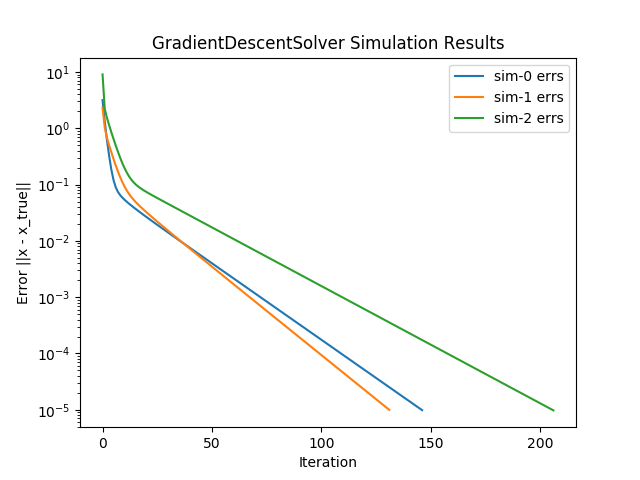 GradientDescentSolver Simulation Results
sim-0 errs
sim-1 errs
sim-2 errs
Error ||x - x_true||
10¹
10⁰
10⁻¹
10⁻²
10⁻³
10⁻⁴
10⁻⁵
0 50 100 150 200
Iteration